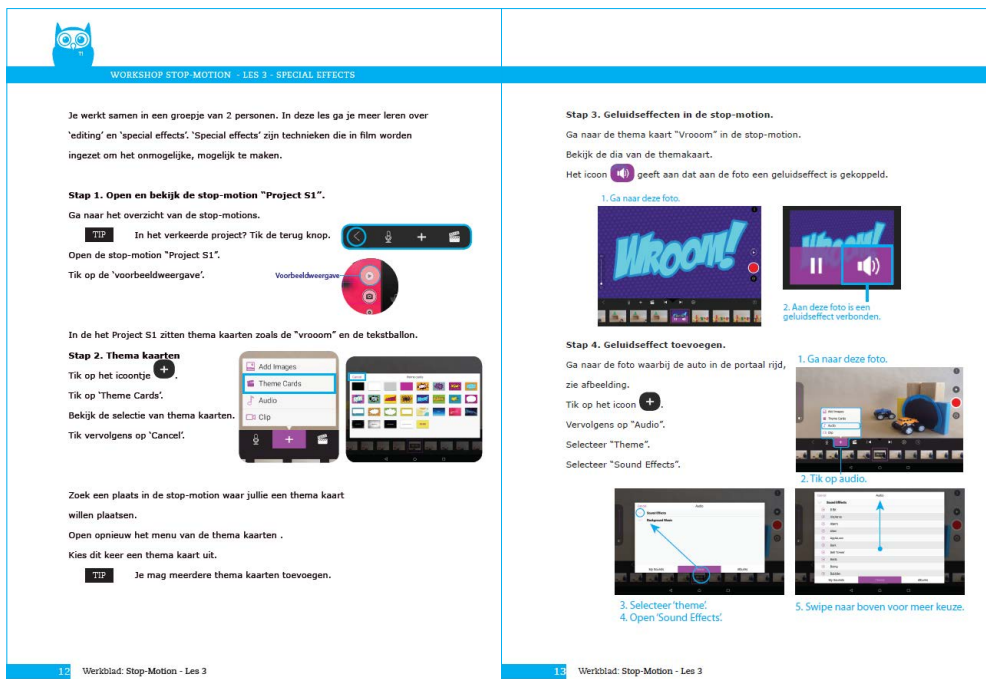 WORKSHOP STOP-MOTION - LES 3 - SPECIAL EFFECTS
Je werkt samen in een groepje van 2 personen. In deze les ga je meer leren over
'editing' en 'special effects'. 'Special effects' zijn technieken die in film worden
ingezet om het onmogelijke, mogelijk te maken.
Stap 1. Open en bekijk de stop-motion "Project S1".
Ga naar het overzicht van de stop-motions.
TIP In het verkeerde project? Tik de terug knop.
Open de stop-motion "Project S1".
Tik op de 'voorbeeldweergave'.
Voorbeeldweergave
In de het Project S1 zitten thema kaarten zoals de "vrooom" en de tekstballon.
Stap 2. Thema kaarten
Tik op het icoontje + .
Tik op 'Theme Cards'.
Bekijk de selectie van thema kaarten.
Tik vervolgens op 'Cancel'.
Add Images
Theme Cards
Audio
Clip
Zoek een plaats in de stop-motion waar jullie een thema kaart
willen plaatsen.
Open opnieuw het menu van de thema kaarten .
Kies dit keer een thema kaart uit.
TIP Je mag meerdere thema kaarten toevoegen.
12 Werkblad: Stop-Motion - Les 3
Stap 3. Geluidseffecten in de stop-motion.
Ga naar de thema kaart "Vrooom" in de stop-motion.
Bekijk de dia van de themakaart.
Het icoon geeft aan dat aan de foto een geluidseffect is gekoppeld.
1. Ga naar deze foto.
VROOM!
2. Aan deze foto is een
geluidseffect verbonden.
Stap 4. Geluidseffect toevoegen.
Ga naar de foto waarbij de auto in de portaal rijd,
zie afbeelding.
Tik op het icoon + .
Vervolgens op "Audio".
Selecteer "Theme".
Selecteer "Sound Effects".
1. Ga naar deze foto.
Add Images
Theme Cards
Audio
Clip
2. Tik op audio.
Audio
Sound Effects
Background Music
3. Selecteer 'theme'.
4. Open 'Sound Effects'.
Audio
Sound Effects
5. Swipe naar boven voor meer keuze.
13 Werkblad: Stop-Motion - Les 3